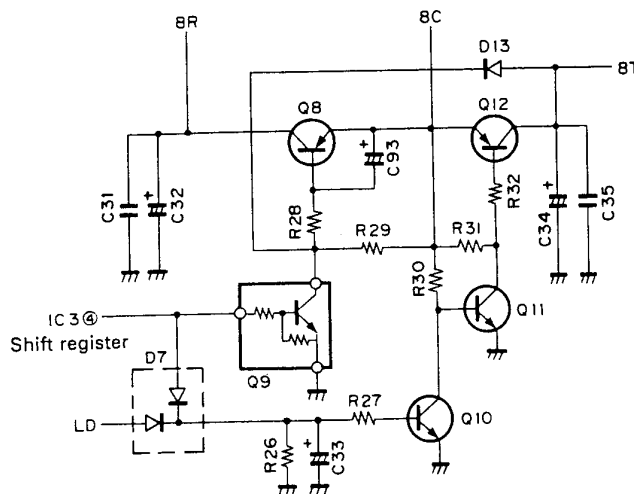 8R
8C
D13
8T
Q8
Q12
C31
+
C32
+
C93
R28
R29
R31
R32
+
C34
C35
R30
Q11
IC3④
Shift register
D7
Q9
LD
R27
Q10
R26
+
C33